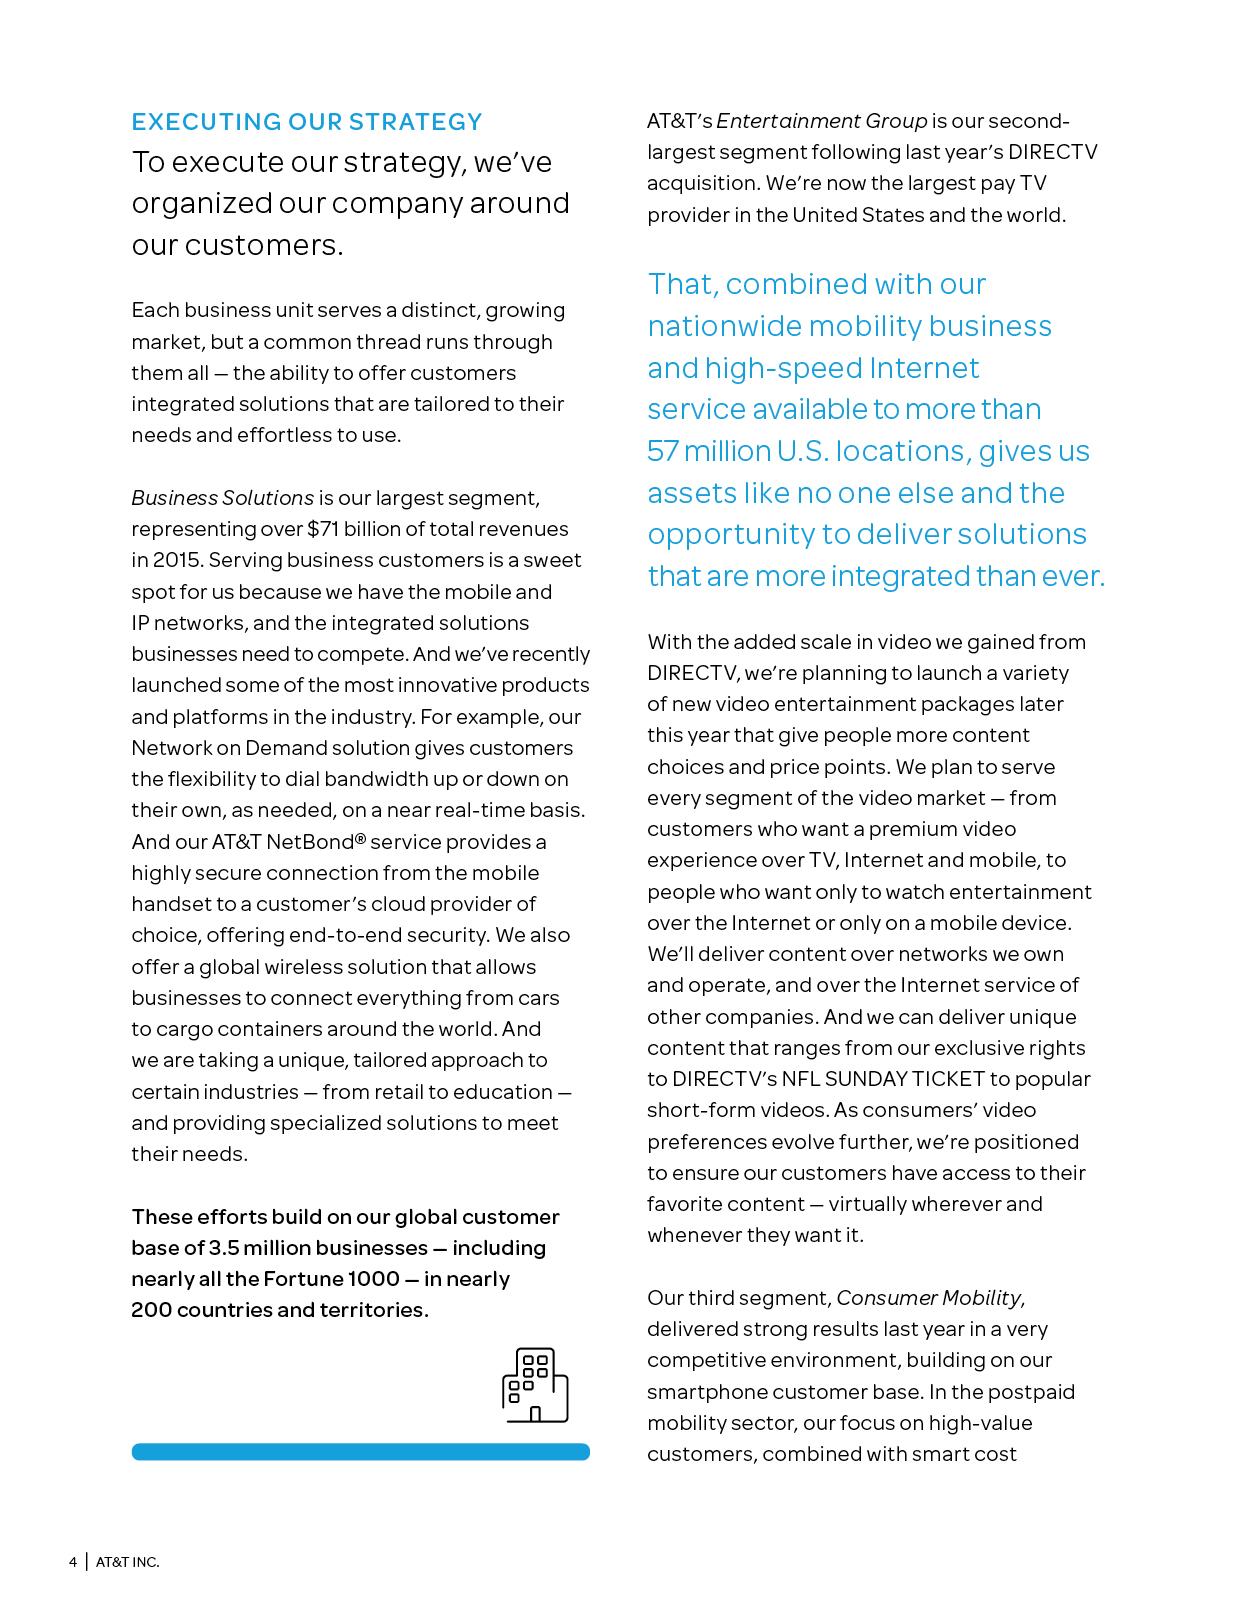 EXECUTING OUR STRATEGY
To execute our strategy, we’ve
organized our company around
our customers.
Each business unit serves a distinct, growing
market, but a common thread runs through
them all — the ability to offer customers
integrated solutions that are tailored to their
needs and effortless to use.
Business Solutions is our largest segment,
representing over $71 billion of total revenues
in 2015. Serving business customers is a sweet
spot for us because we have the mobile and
IP networks, and the integrated solutions
businesses need to compete. And we’ve recently
launched some of the most innovative products
and platforms in the industry. For example, our
Network on Demand solution gives customers
the flexibility to dial bandwidth up or down on
their own, as needed, on a near real-time basis.
And our AT&T NetBond® service provides a
highly secure connection from the mobile
handset to a customer’s cloud provider of
choice, offering end-to-end security. We also
offer a global wireless solution that allows
businesses to connect everything from cars
to cargo containers around the world. And
we are taking a unique, tailored approach to
certain industries — from retail to education —
and providing specialized solutions to meet
their needs.
These efforts build on our global customer
base of 3.5 million businesses — including
nearly all the Fortune 1000 — in nearly
200 countries and territories.
AT&T’s Entertainment Group is our second-
largest segment following last year’s DIRECTV
acquisition. We’re now the largest pay TV
provider in the United States and the world.
That, combined with our
nationwide mobility business
and high-speed Internet
service available to more than
57 million U.S. locations, gives us
assets like no one else and the
opportunity to deliver solutions
that are more integrated than ever.
With the added scale in video we gained from
DIRECTV, we’re planning to launch a variety
of new video entertainment packages later
this year that give people more content
choices and price points. We plan to serve
every segment of the video market — from
customers who want a premium video
experience over TV, Internet and mobile, to
people who want only to watch entertainment
over the Internet or only on a mobile device.
We’ll deliver content over networks we own
and operate, and over the Internet service of
other companies. And we can deliver unique
content that ranges from our exclusive rights
to DIRECTV’s NFL SUNDAY TICKET to popular
short-form videos. As consumers’ video
preferences evolve further, we’re positioned
to ensure our customers have access to their
favorite content — virtually wherever and
whenever they want it.
Our third segment, Consumer Mobility,
delivered strong results last year in a very
competitive environment, building on our
smartphone customer base. In the postpaid
mobility sector, our focus on high-value
customers, combined with smart cost
4 | AT&T INC.